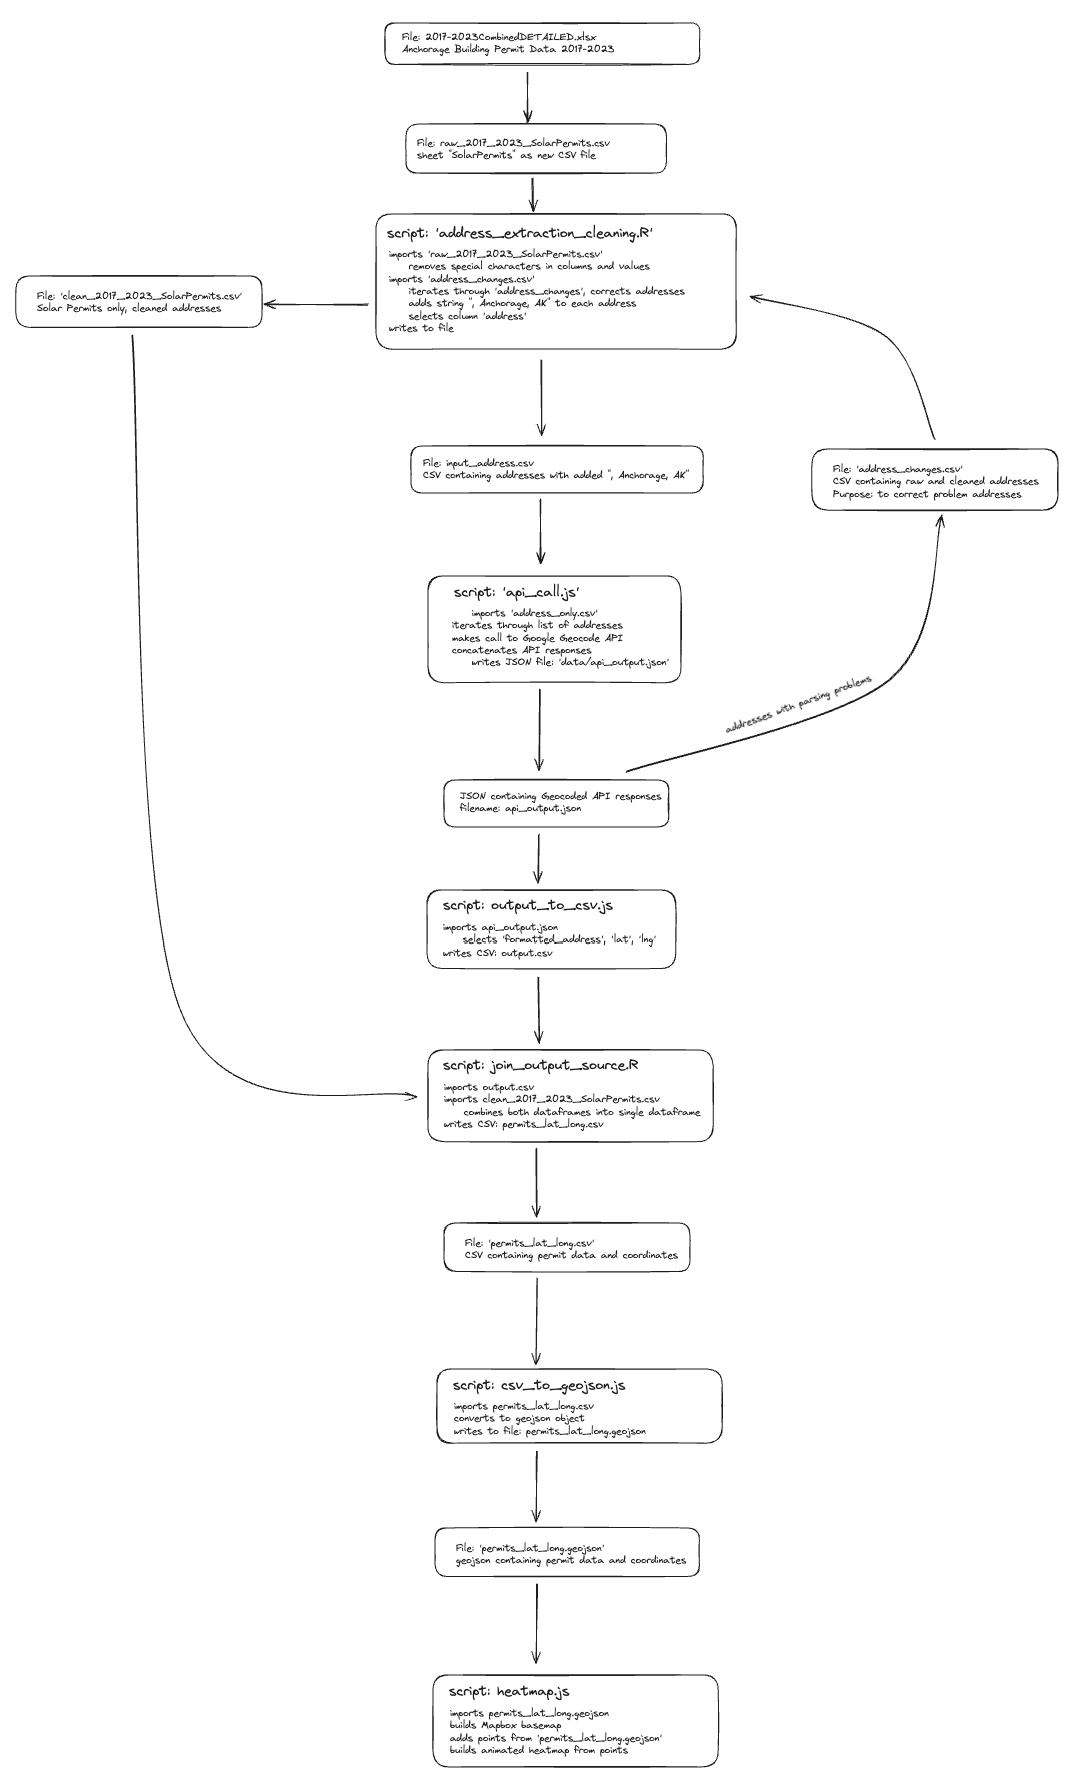 File: 2017-2023CombinedDETAILED.xlsx
Anchorage Building Permit Data 2017-2023
File: raw_2017_2023_SolarPermits.csv
sheet "SolarPermits" as new CSV file
script: 'address_extraction_cleaning.R'
imports 'raw_2017_2023_SolarPermits.csv'
removes special characters in columns and values
imports 'address_changes.csv'
iterates through 'address_changes', corrects addresses
adds string ", Anchorage, AK" to each address
selects column 'address'
writes to file
File: 'clean_2017_2023_SolarPermits.csv'
Solar Permits only, cleaned addresses
File: input_address.csv
CSV containing addresses with added ", Anchorage, AK"
File: 'address_changes.csv'
CSV containing raw and cleaned addresses
Purpose: to correct problem addresses
script: 'api_call.js'
imports 'address_only.csv'
iterates through list of addresses
makes call to Google Geocode API
concatenates API responses
writes JSON file: 'data/api_output.json'
addresses with parsing problems
JSON containing Geocoded API responses
filename: api_output.json
script: output_to_csv.js
imports api_output.json
selects 'formatted_address', 'lat', 'lng'
writes CSV: output.csv
script: join_output_source.R
imports output.csv
imports clean_2017_2023_SolarPermits.csv
combines both dataframes into single dataframe
writes CSV: permits_lat_long.csv
File: 'permits_lat_long.csv'
CSV containing permit data and coordinates
script: csv_to_geojson.js
imports permits_lat_long.csv
converts to geojson object
writes to file: permits_lat_long.geojson
File: 'permits_lat_long.geojson'
geojson containing permit data and coordinates
script: heatmap.js
imports permits_lat_long.geojson
builds Mapbox basemap
adds points from 'permits_lat_long.geojson'
builds animated heatmap from points